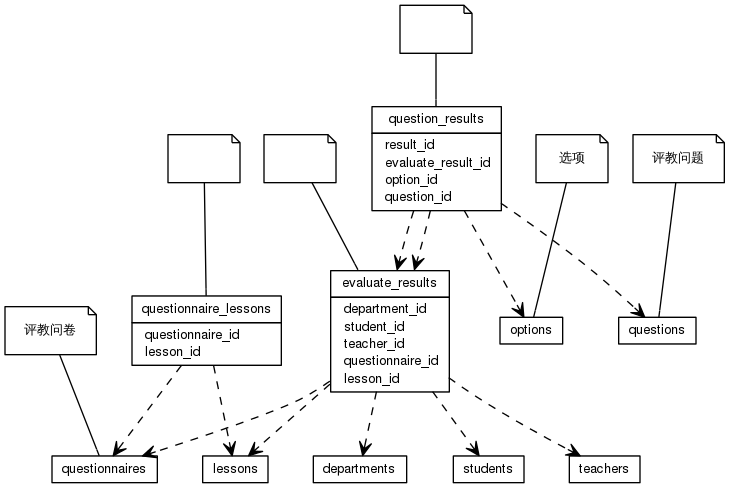 question_results
result_id
evaluate_result_id
option_id
question_id
选项
评教问题
evaluate_results
department_id
student_id
teacher_id
questionnaire_id
lesson_id
questionnaire_lessons
questionnaire_id
lesson_id
评教问卷
options
questions
questionnaires
lessons
departments
students
teachers